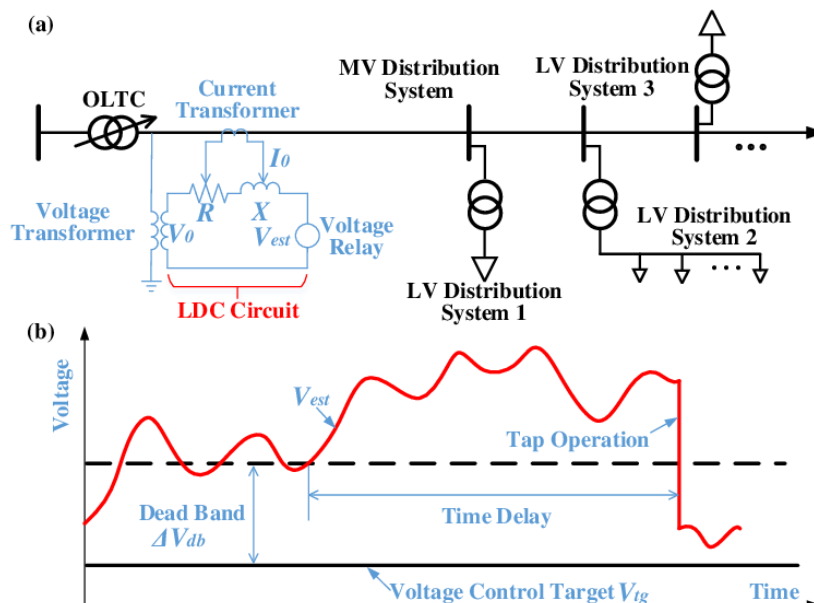 (a)
OLTC
Current
Transformer
MV Distribution
System
LV Distribution
System 3
I0
R
X
Voltage
Transformer
V0
Vest
Voltage
Relay
LDC Circuit
LV Distribution
System 1
LV Distribution
System 2
(b)
Voltage
Vest
Tap Operation
Dead Band
ΔVdb
Time Delay
Voltage Control Target Vtg
Time